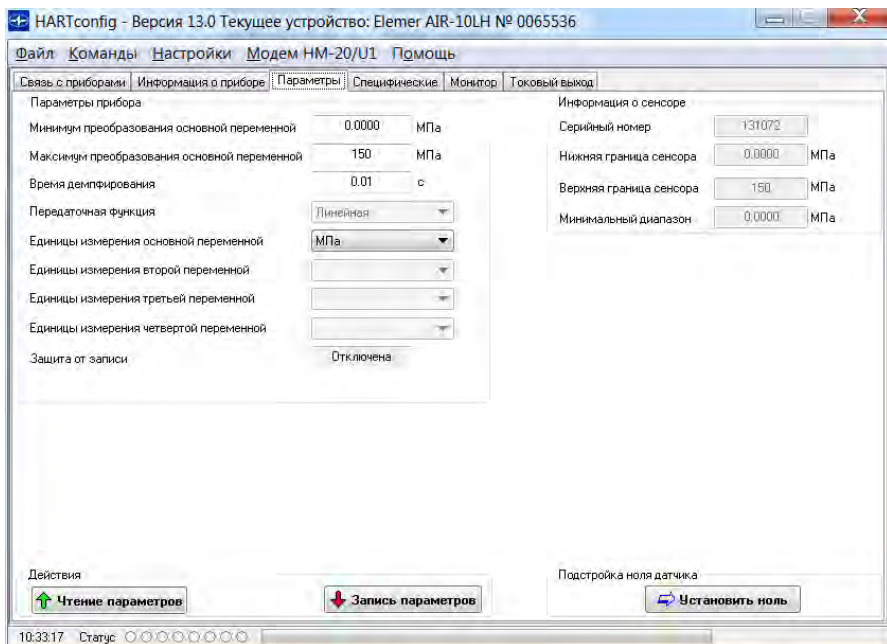 HARTconfig - Версия 13.0 Текущее устройство: Elemer AIR-10LH № 0065536
Файл Команды Настройки Модем HM-20/U1 Помощь
Связь с приборами Информация о приборе Параметры Специфические Монитор Токовый выход
Параметры прибора
Минимум преобразования основной переменной 0.0000 МПа
Максимум преобразования основной переменной 150 МПа
Время демпфирования 0.01 с
Передаточная функция Линейная
Единицы измерения основной переменной МПа
Единицы измерения второй переменной
Единицы измерения третьей переменной
Единицы измерения четвертой переменной
Защита от записи Отключена
Информация о сенсоре
Серийный номер 131072
Нижняя граница сенсора 0.0000 МПа
Верхняя граница сенсора 150 МПа
Минимальный диапазон 0.0000 МПа
Действия
Чтение параметров Запись параметров
Подстройка ноля датчика
Установить ноль
10:33:17 Статус